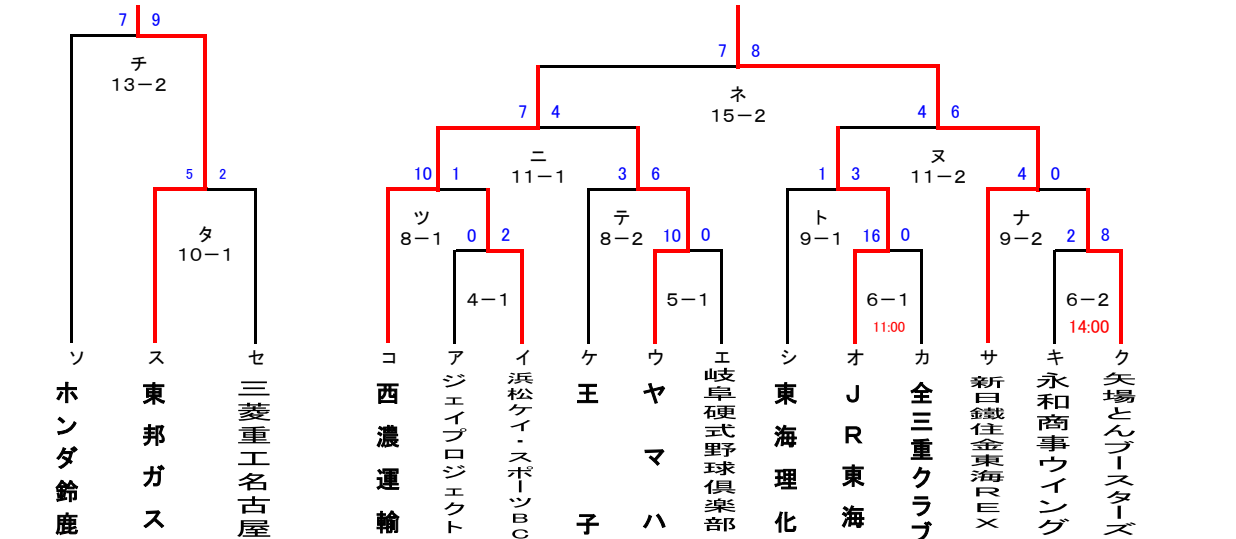 7 9
7 8
チ
13－2
ネ
15－2
7 4
4 6
ニ
11－1
ヌ
11－2
5 2
10 1
3 6
1 3
4 0
タ
10－1
ツ
8－1
テ
8－2
ト
9－1
ナ
9－2
0 2
10 0
16 0
2 8
4－1
5－1
6－1
6－2
11:00
14:00
ソ ス セ コ ア イ ケ ウ エ シ オ カ サ キ ク
ホンダ鈴鹿
東邦ガス
三菱重工名古屋
西濃運輸
ジェイプロジェクト
浜松ケイ・スポーツBC
王子
ヤマハ
岐阜硬式野球倶楽部
東海理化
JR東海
全三重クラブ
新日鐵住金東海REX
永和商事ウイング
矢場とんブースターズ